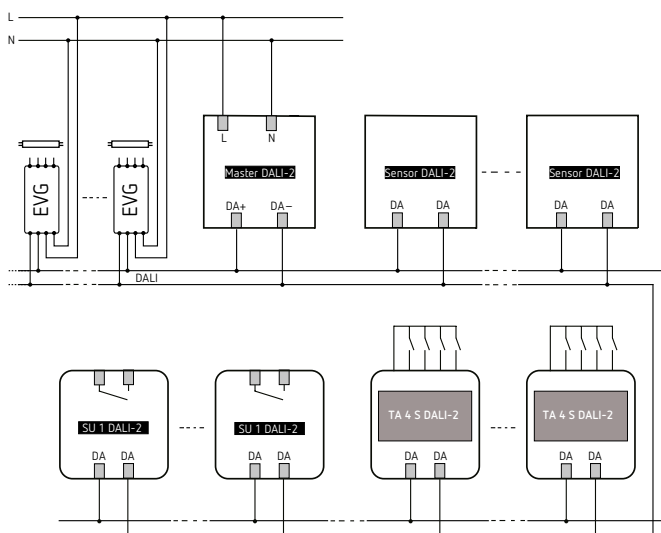 L
N
L N
EVG EVG Master DALI-2 Sensor DALI-2 Sensor DALI-2
DA+ DA− DA DA DA DA
DALI
SU 1 DALI-2 SU 1 DALI-2 TA 4 S DALI-2 TA 4 S DALI-2
DA DA DA DA DA DA DA DA